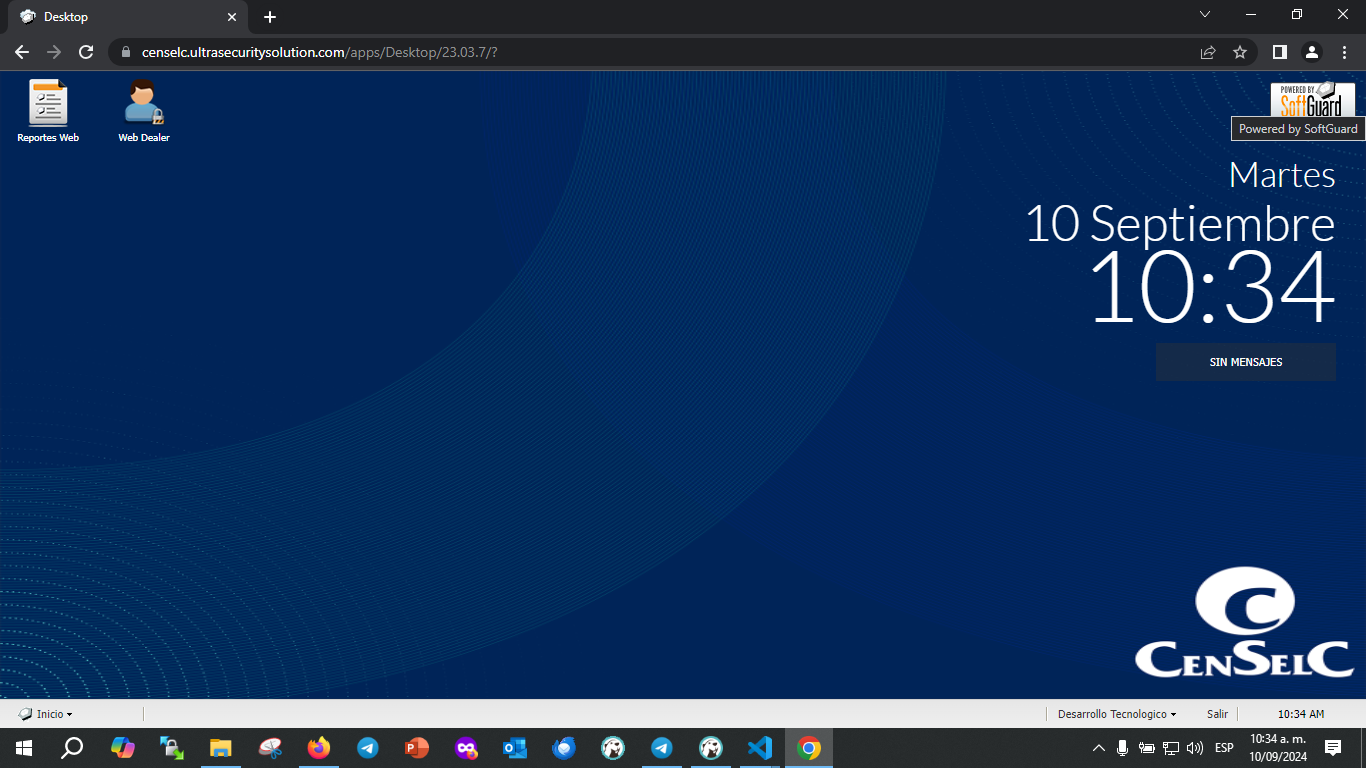 Desktop
censelc.ultrasecuritysolution.com/apps/Desktop/23.03.7/?
Reportes Web
Web Dealer
POWERED BY
SoftGuard
Powered by SoftGuard
Martes
10 Septiembre
10:34
SIN MENSAJES
C
CENSELC
Inicio
Desarrollo Tecnologico
Salir
10:34 AM
ESP
10:34 a. m.
10/09/2024